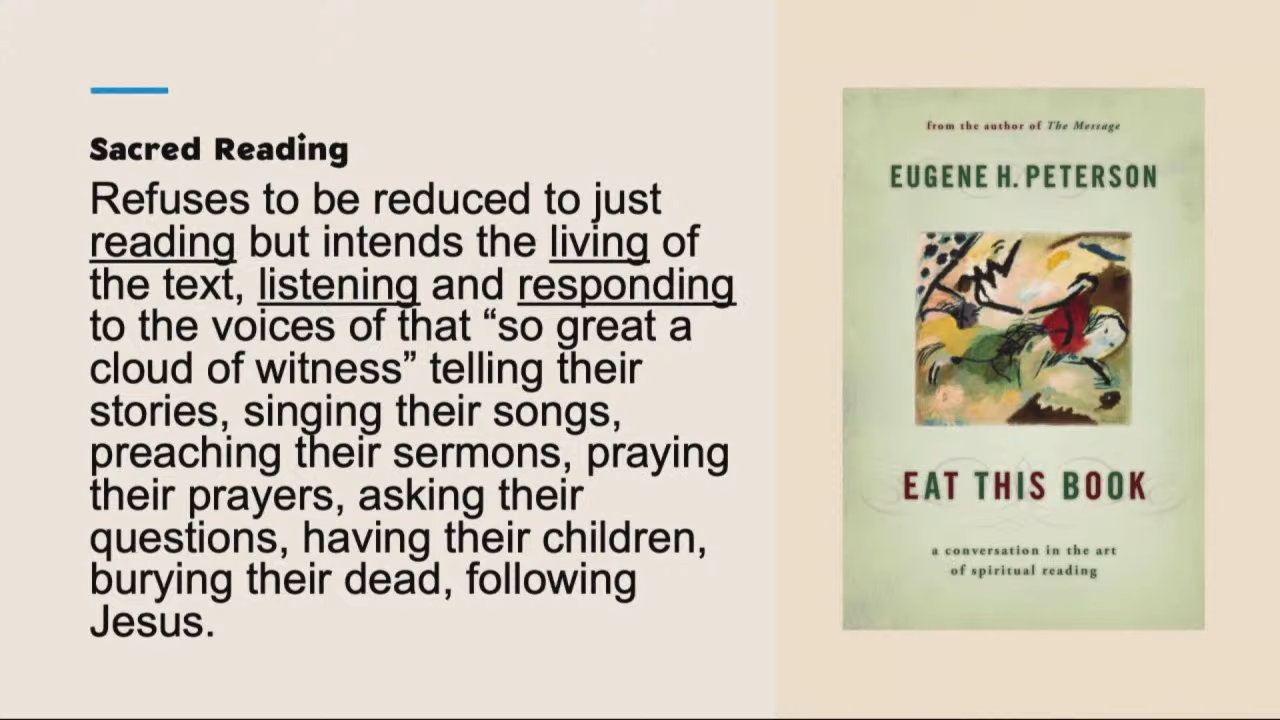 Sacred Reading
Refuses to be reduced to just
reading but intends the living of
the text, listening and responding
to the voices of that “so great a
cloud of witness” telling their
stories, singing their songs,
preaching their sermons, praying
their prayers, asking their
questions, having their children,
burying their dead, following
Jesus.
from the author of The Message
EUGENE H. PETERSON
EAT THIS BOOK
a conversation in the art
of spiritual reading